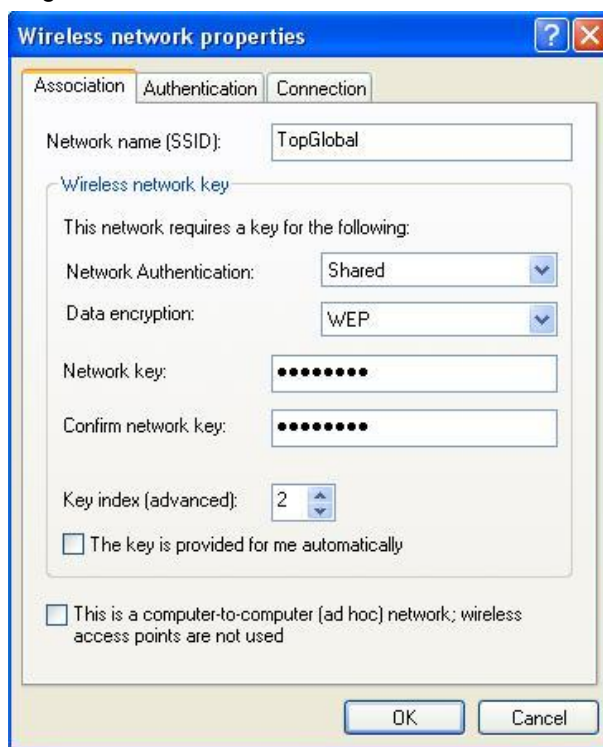 Wireless network properties
Association Authentication Connection
Network name (SSID): TopGlobal
Wireless network key
This network requires a key for the following:
Network Authentication: Shared
Data encryption: WEP
Network key: ••••••••
Confirm network key: ••••••••
Key index (advanced): 2
The key is provided for me automatically
This is a computer-to-computer (ad hoc) network; wireless
access points are not used
OK Cancel